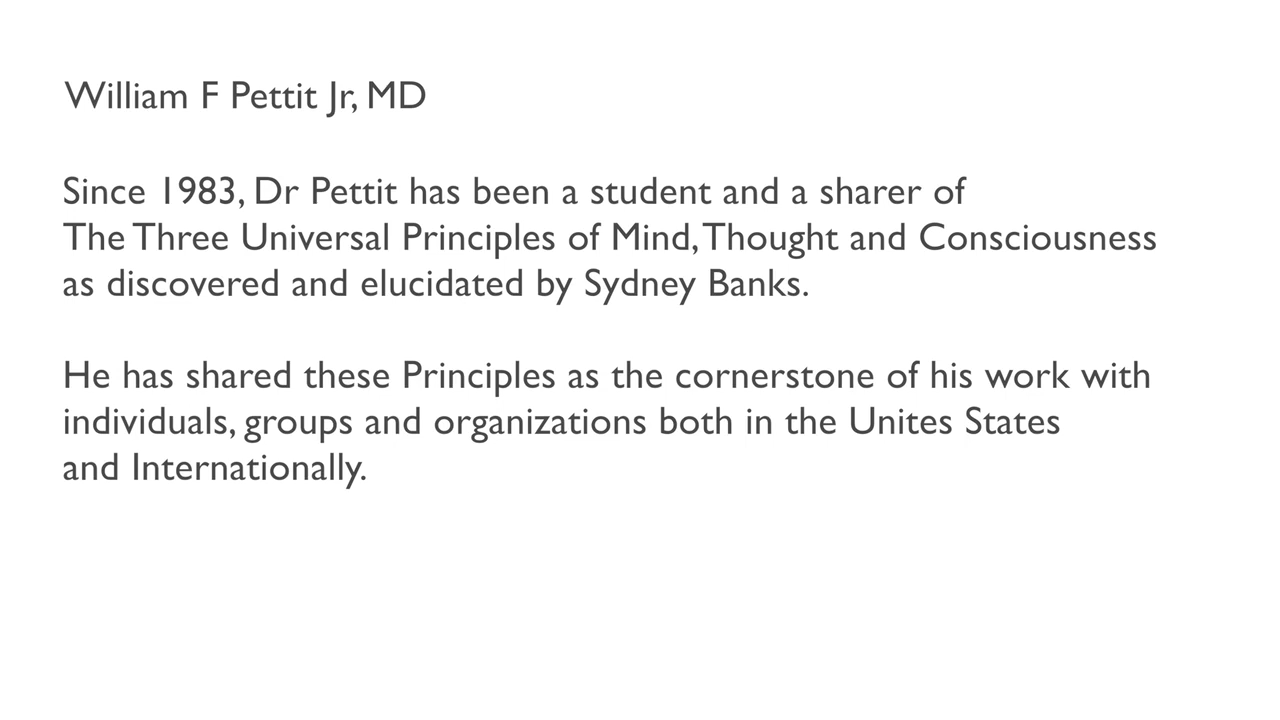 William F Pettit Jr, MD
Since 1983, Dr Pettit has been a student and a sharer of
The Three Universal Principles of Mind, Thought and Consciousness
as discovered and elucidated by Sydney Banks.
He has shared these Principles as the cornerstone of his work with
individuals, groups and organizations both in the Unites States
and Internationally.